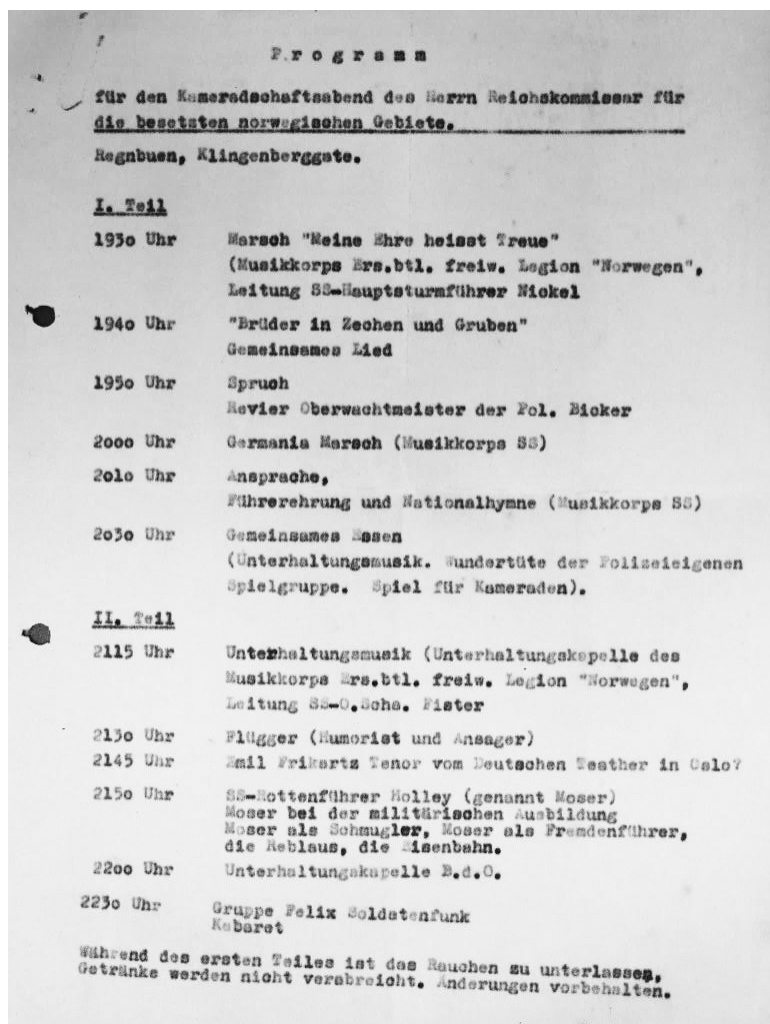 P r o g r a m m
für den Kameradschaftsabend des Herrn Reichskommissar für
die besetzten norwegischen Gebiete.
Regnbuen, Klingenberggate.
I. Teil
193o Uhr Marsch "Meine Ehre heisst Treue"
(Musikkorps Ers.btl. freiw. Legion "Norwegen",
Leitung SS-Hauptsturmführer Nickel
194o Uhr "Brüder in Zechen und Gruben"
Gemeinsames Lied
195o Uhr Spruch
Revier Oberwachtmeister der Pol. Bicker
2ooo Uhr Germania Marsch (Musikkorps SS)
2olo Uhr Ansprache,
Führerehrung und Nationalhymne (Musikkorps SS)
2o3o Uhr Gemeinsames Essen
(Unterhaltungsmusik. Wundertüte der Polizeieigenen
Spielgruppe. Spiel für Kameraden).
II. Teil
2115 Uhr Unterhaltungsmusik (Unterhaltungskapelle des
Musikkorps Ers.btl. freiw. Legion "Norwegen",
Leitung SS-O.Scha. Fister
213o Uhr Flügger (Humorist und Ansager)
2145 Uhr Emil Frikartz Tenor vom Deutschen Teather in Oslo?
215o Uhr SS-Rottenführer Holley (genannt Moser)
Moser bei der militärischen Ausbildung
Moser als Schmugler, Moser als Fremdenführer,
die Reblaus, die Eisenbahn.
22oo Uhr Unterhaltungskapelle B.d.O.
223o Uhr Gruppe Felix Soldatenfunk
Kabaret
Während des ersten Teiles ist das Rauchen zu unterlassen,
Getränke werden nicht verabreicht. Änderungen vorbehalten.